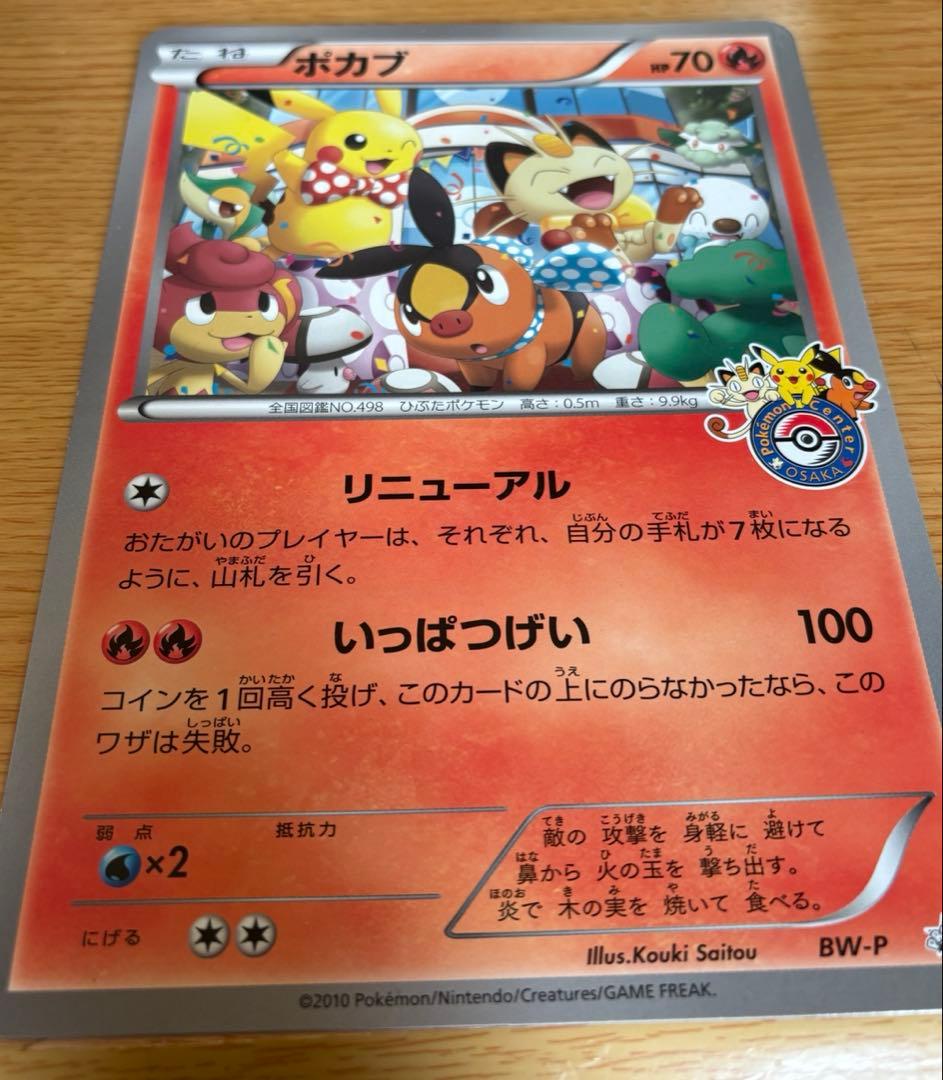 たね ポカブ HP70
全国図鑑NO.498 ひぶたポケモン 高さ:0.5m 重さ:9.9kg
Pokémon Center
OSAKA
リニューアル
おたがいのプレイヤーは、それぞれ、自分の手札が7枚になる
ように、山札を引く。
いっぱつげい 100
コインを1回高く投げ、このカードの上にのらなかったなら、この
ワザは失敗。
弱点 抵抗力
×2
にげる
敵の 攻撃を 身軽に 避けて
鼻から 火の玉を 撃ち出す。
炎で 木の実を 焼いて 食べる。
Illus.Kouki Saitou BW-P
©2010 Pokémon/Nintendo/Creatures/GAME FREAK.